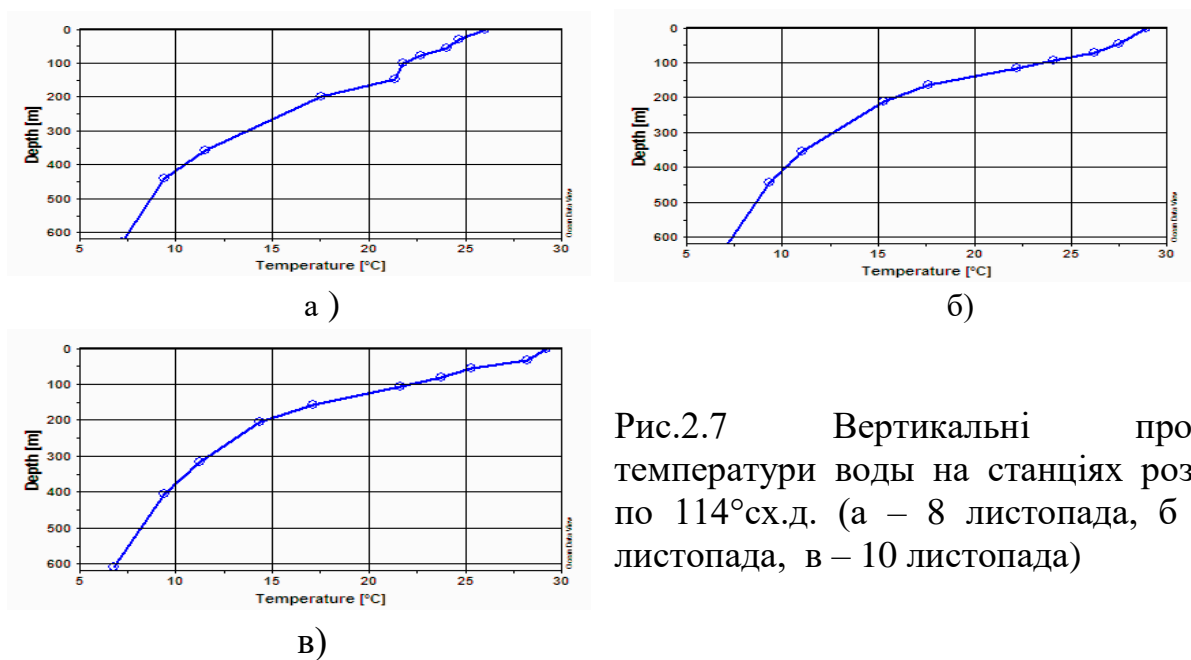 0
100
200
300
400
500
600
Depth [m]
5 10 15 20 25 30
Temperature [°C]
Ocean Data View
а )
0
100
200
300
400
500
600
Depth [m]
5 10 15 20 25 30
Temperature [°C]
Ocean Data View
б)
0
100
200
300
400
500
600
Depth [m]
5 10 15 20 25 30
Temperature [°C]
Ocean Data View
в)
Рис.2.7 Вертикальні про
температури воды на станціях роз
по 114°сх.д. (а – 8 листопада, б
листопада, в – 10 листопада)